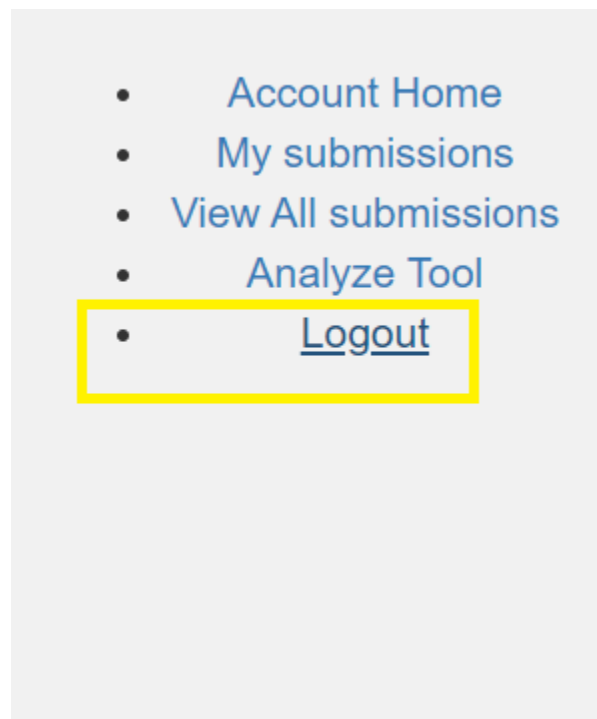 Account Home
My submissions
View All submissions
Analyze Tool
Logout